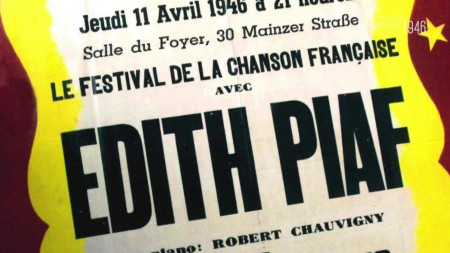 Jeudi 11 Avril 1946 à 21
Salle du Foyer, 30 Mainzer Straße
LE FESTIVAL DE LA CHANSON FRANÇAISE
AVEC
EDITH PIAF
Piano: ROBERT CHAUVIGNY